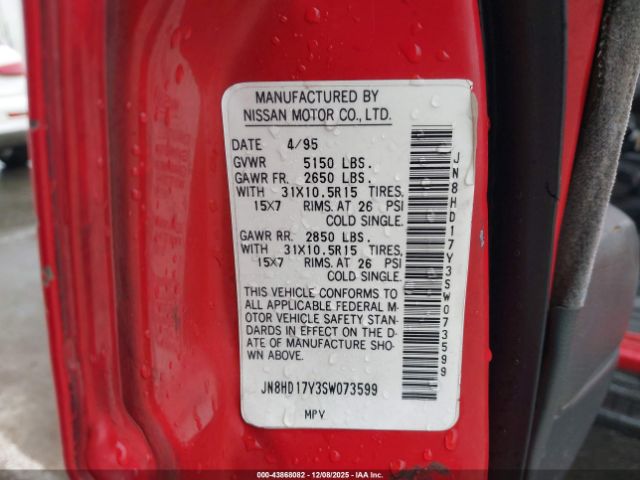 MANUFACTURED BY
NISSAN MOTOR CO., LTD.
DATE 4/95
GVWR 5150 LBS.
GAWR FR. 2650 LBS.
WITH 31X10.5R15 TIRES,
15X7 RIMS. AT 26 PSI
COLD SINGLE.
GAWR RR. 2850 LBS.
WITH 31X10.5R15 TIRES,
15X7 RIMS. AT 26 PSI
COLD SINGLE.
THIS VEHICLE CONFORMS TO
ALL APPLICABLE FEDERAL M-
OTOR VEHICLE SAFETY STAN-
DARDS IN EFFECT ON THE D-
ATE OF MANUFACTURE SHO-
WN ABOVE.
JN8HD17Y3SW073599
MPV
JN8HD17Y3SW073599
000-43868082 - 12/08/2025 - IAA